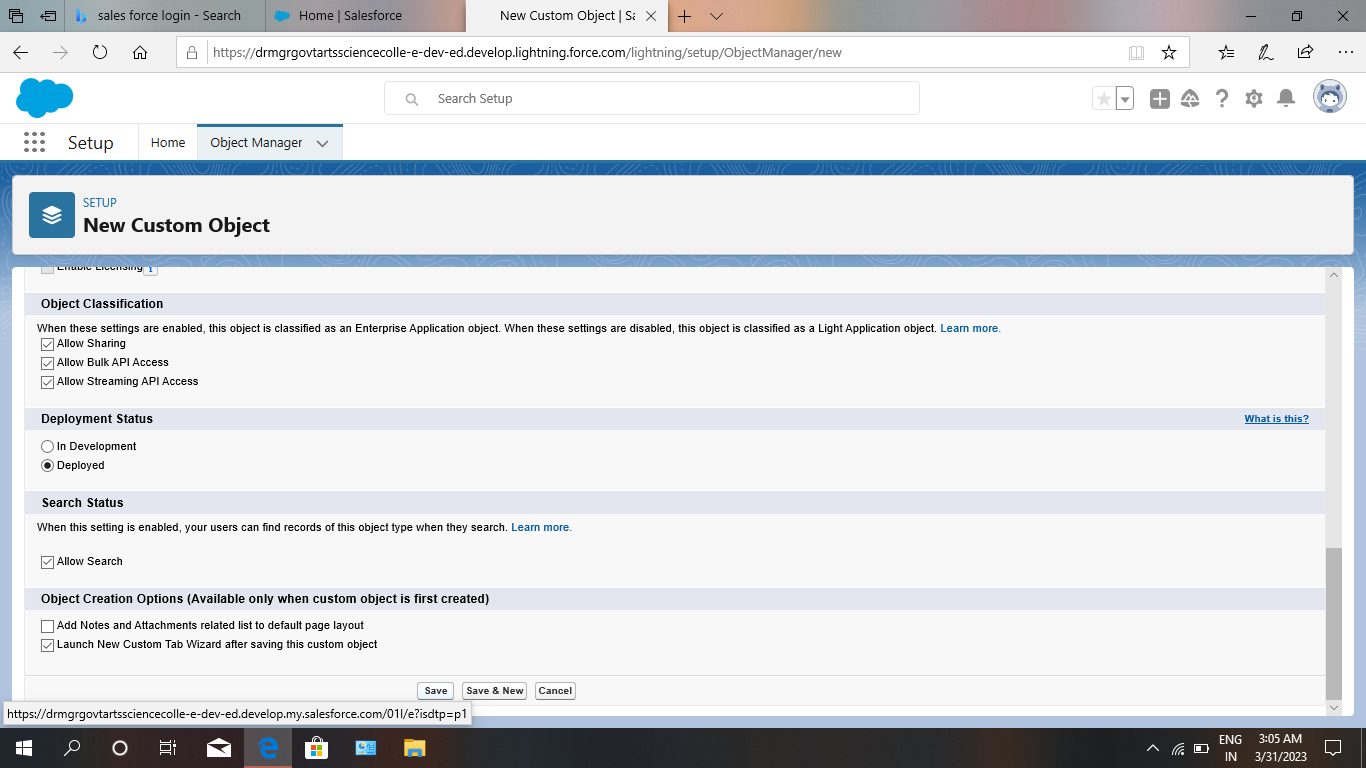 sales force login - Search
Home | Salesforce
New Custom Object | Sa
https://drmgrgovtartssciencecolle-e-dev-ed.develop.lightning.force.com/lightning/setup/ObjectManager/new
Search Setup
Setup
Home
Object Manager
SETUP
New Custom Object
Enable Licensing i
Object Classification
When these settings are enabled, this object is classified as an Enterprise Application object. When these settings are disabled, this object is classified as a Light Application object. Learn more.
Allow Sharing
Allow Bulk API Access
Allow Streaming API Access
Deployment Status
What is this?
In Development
Deployed
Search Status
When this setting is enabled, your users can find records of this object type when they search. Learn more.
Allow Search
Object Creation Options (Available only when custom object is first created)
Add Notes and Attachments related list to default page layout
Launch New Custom Tab Wizard after saving this custom object
Save
Save & New
Cancel
https://drmgrgovtartssciencecolle-e-dev-ed.develop.my.salesforce.com/01I/e?isdtp=p1
ENG
IN
3:05 AM
3/31/2023